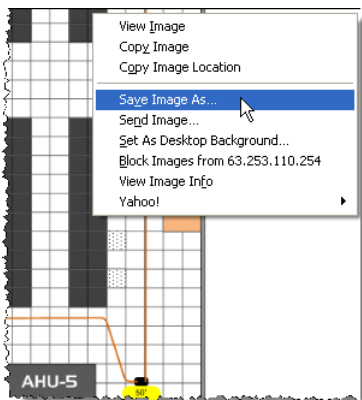 View Image
Copy Image
Copy Image Location
Save Image As...
Send Image...
Set As Desktop Background...
Block Images from 63.253.110.254
View Image Info
Yahoo!
AHU-5
50'